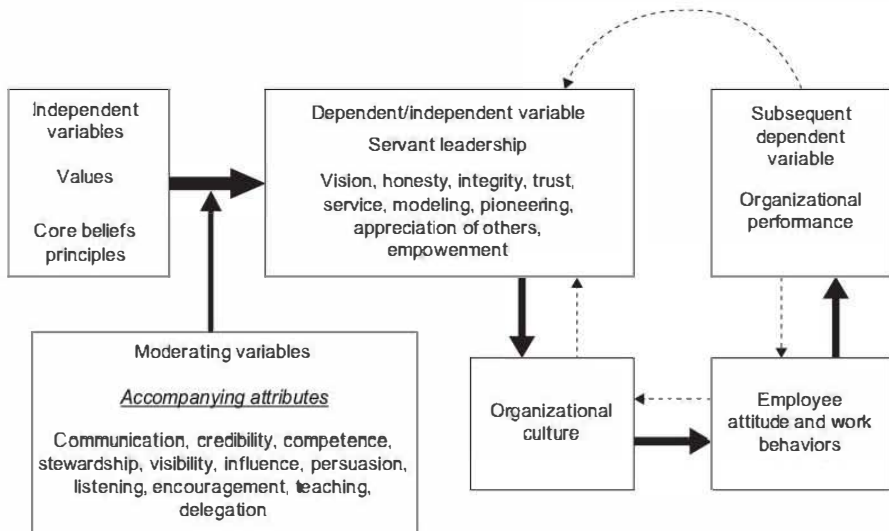 Independent
variables
Values
Core beliefs
principles
Dependent/independent variable
Servant leadership
Vision, honesty, integrity, trust,
service, modeling, pioneering,
appreciation of others,
empowerment
Subsequent
dependent
variable
Organizational
performance
Moderating variables
Accompanying attributes
Communication, credibility, competence,
stewardship, visibility, influence, persuasion,
listening, encouragement, teaching,
delegation
Organizational
culture
Employee
attitude and work
behaviors